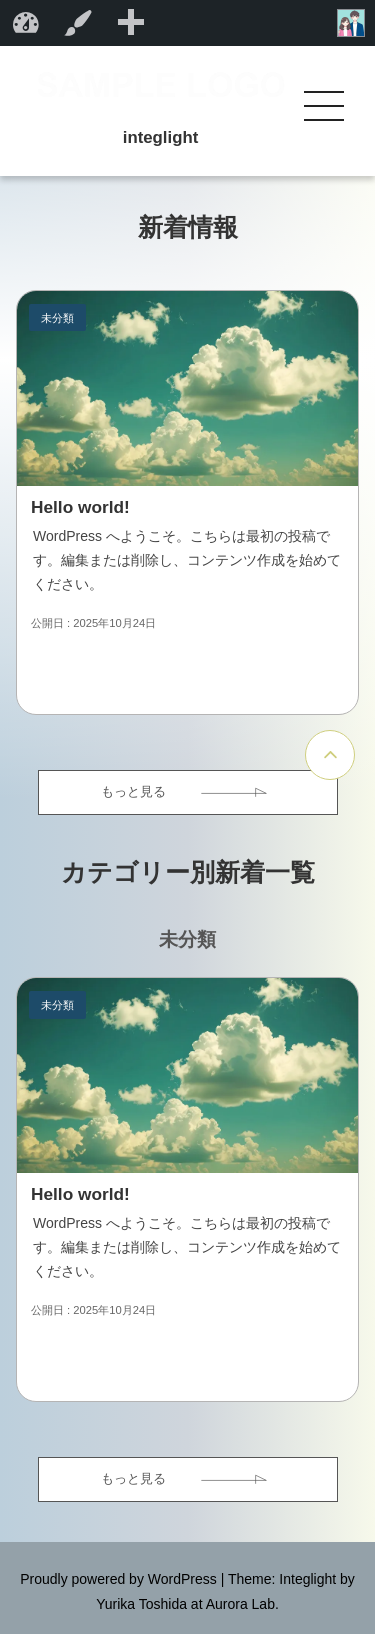 SAMPLE LOGO
integlight
新着情報
未分類
Hello world!
WordPress へようこそ。こちらは最初の投稿で
す。編集または削除し、コンテンツ作成を始めて
ください。
公開日 : 2025年10月24日
もっと見る
カテゴリー別新着一覧
未分類
未分類
Hello world!
WordPress へようこそ。こちらは最初の投稿で
す。編集または削除し、コンテンツ作成を始めて
ください。
公開日 : 2025年10月24日
もっと見る
Proudly powered by WordPress | Theme: Integlight by
Yurika Toshida at Aurora Lab.